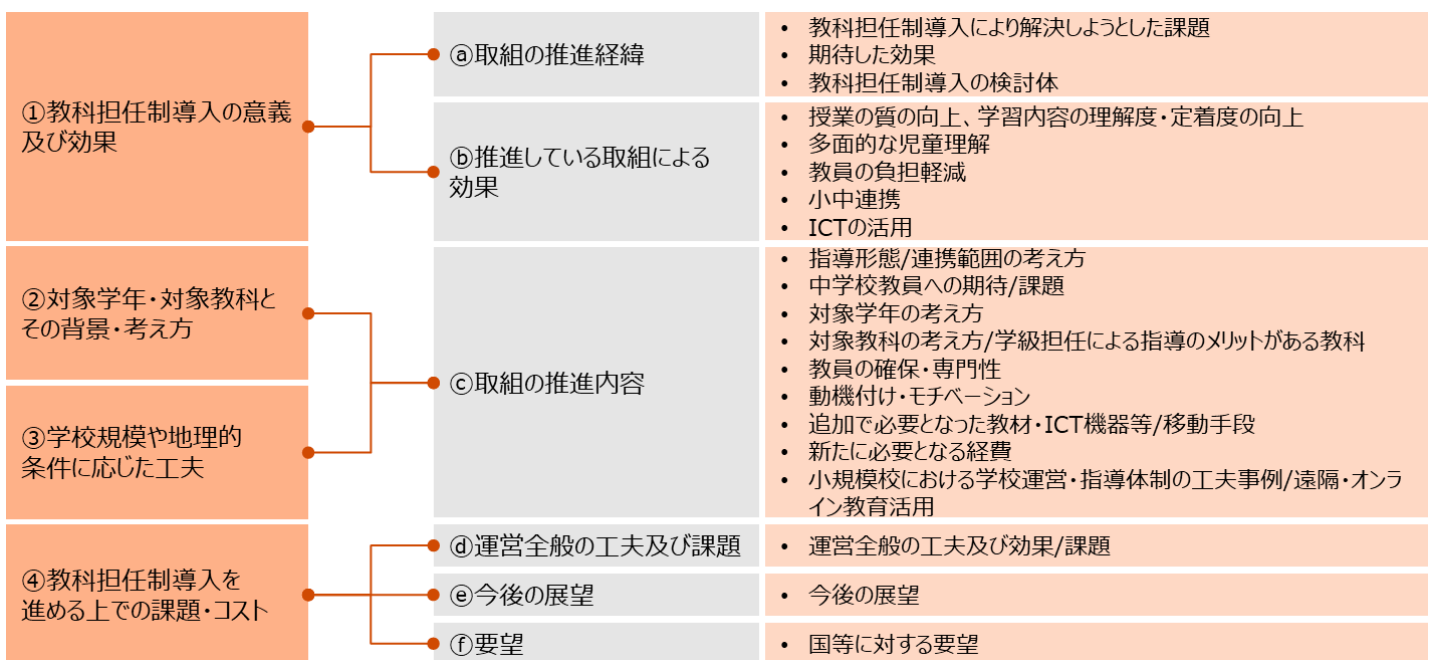 ①教科担任制導入の意義
及び効果
ⓐ取組の推進経緯
• 教科担任制導入により解決しようとした課題
• 期待した効果
• 教科担任制導入の検討体
ⓑ推進している取組による
効果
• 授業の質の向上、学習内容の理解度・定着度の向上
• 多面的な児童理解
• 教員の負担軽減
• 小中連携
• ICTの活用
②対象学年・対象教科と
その背景・考え方
③学校規模や地理的
条件に応じた工夫
ⓒ取組の推進内容
• 指導形態/連携範囲の考え方
• 中学校教員への期待/課題
• 対象学年の考え方
• 対象教科の考え方/学級担任による指導のメリットがある教科
• 教員の確保・専門性
• 動機付け・モチベーション
• 追加で必要となった教材・ICT機器等/移動手段
• 新たに必要となる経費
• 小規模校における学校運営・指導体制の工夫事例/遠隔・オンラ
イン教育活用
④教科担任制導入を
進める上での課題・コスト
ⓓ運営全般の工夫及び課題
• 運営全般の工夫及び効果/課題
ⓔ今後の展望
• 今後の展望
ⓕ要望
• 国等に対する要望